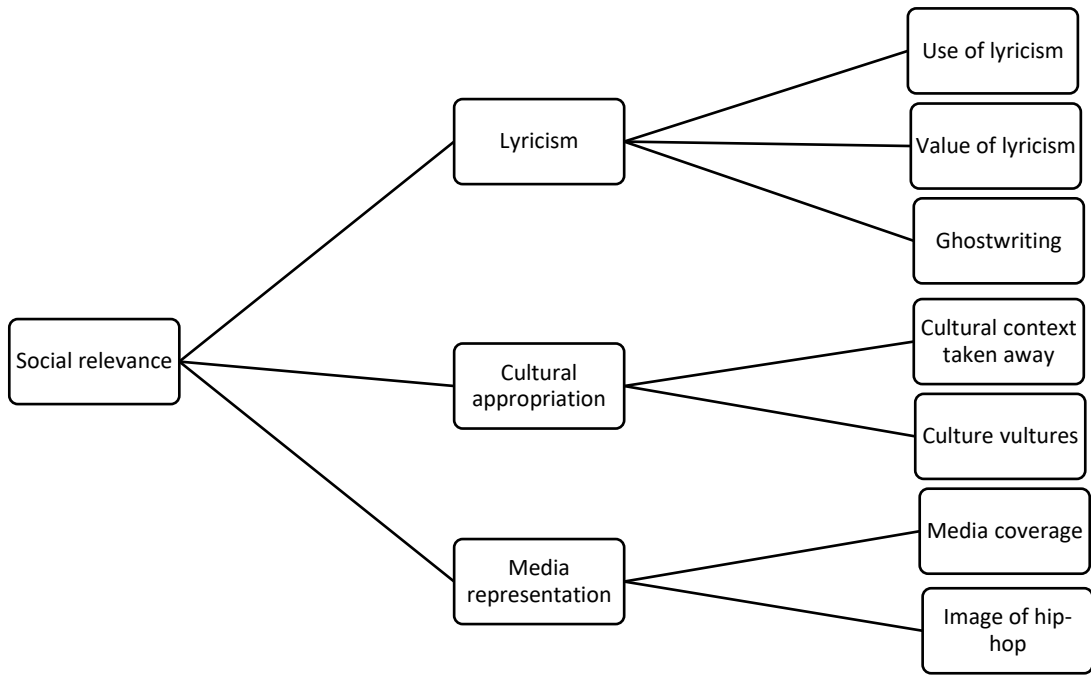 Social relevance
Lyricism
Cultural
appropriation
Media
representation
Use of lyricism
Value of lyricism
Ghostwriting
Cultural context
taken away
Culture vultures
Media coverage
Image of hip-
hop